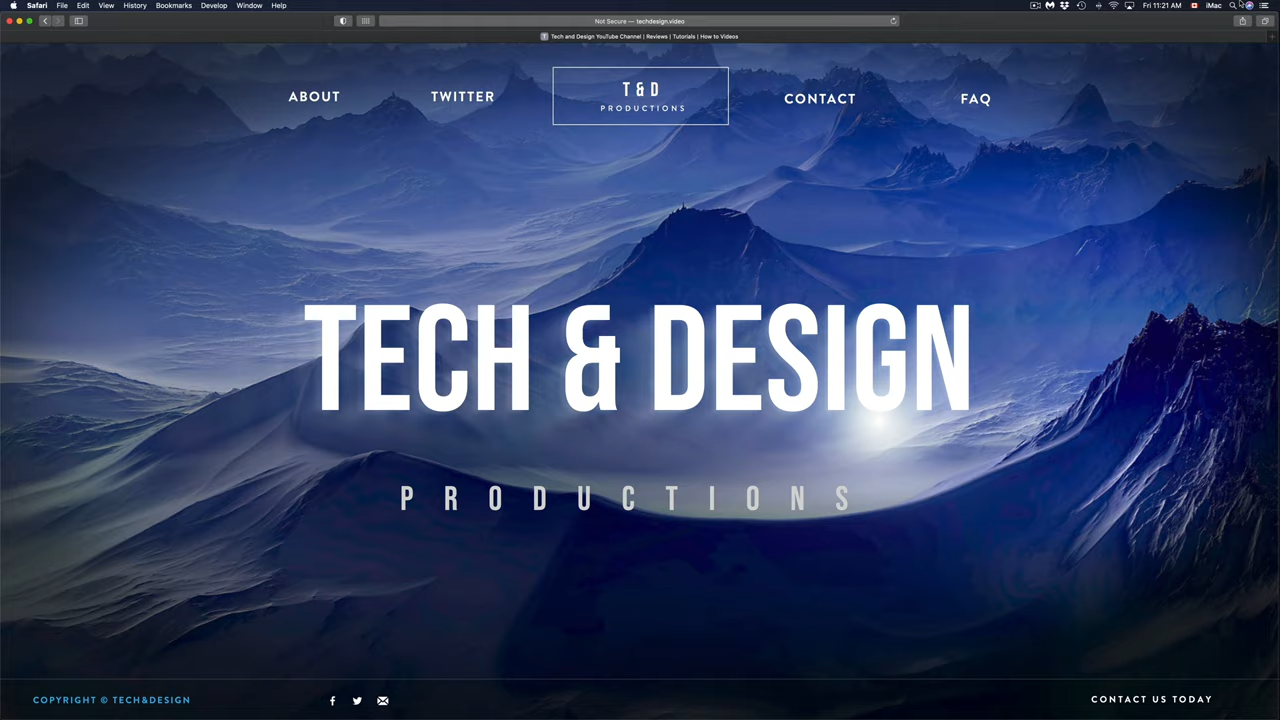 Safari File Edit View History Bookmarks Develop Window Help Fri 11:21 AM iMac
Not Secure — techdesign.video
T Tech and Design YouTube Channel | Reviews | Tutorials | How to Videos
ABOUT TWITTER T&D PRODUCTIONS CONTACT FAQ
TECH & DESIGN
PRODUCTIONS
COPYRIGHT © TECH&DESIGN CONTACT US TODAY